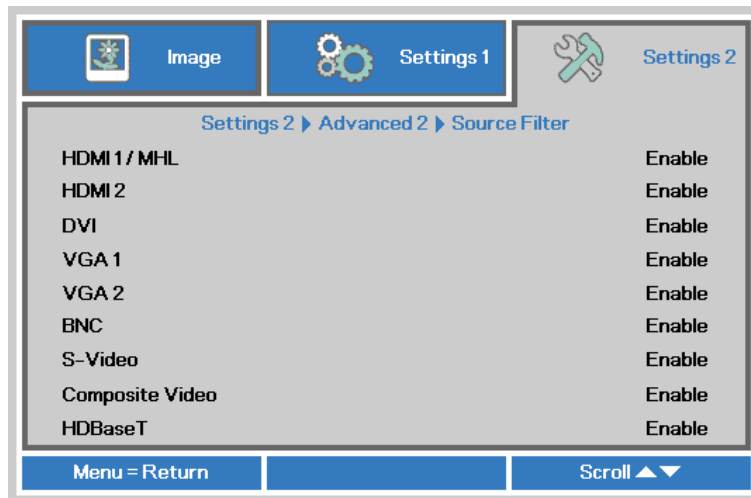 Image
Settings 1
Settings 2
Settings 2 ▶ Advanced 2 ▶ Source Filter
HDMI 1 / MHL Enable
HDMI 2 Enable
DVI Enable
VGA 1 Enable
VGA 2 Enable
BNC Enable
S-Video Enable
Composite Video Enable
HDBaseT Enable
Menu = Return
Scroll ▲▼